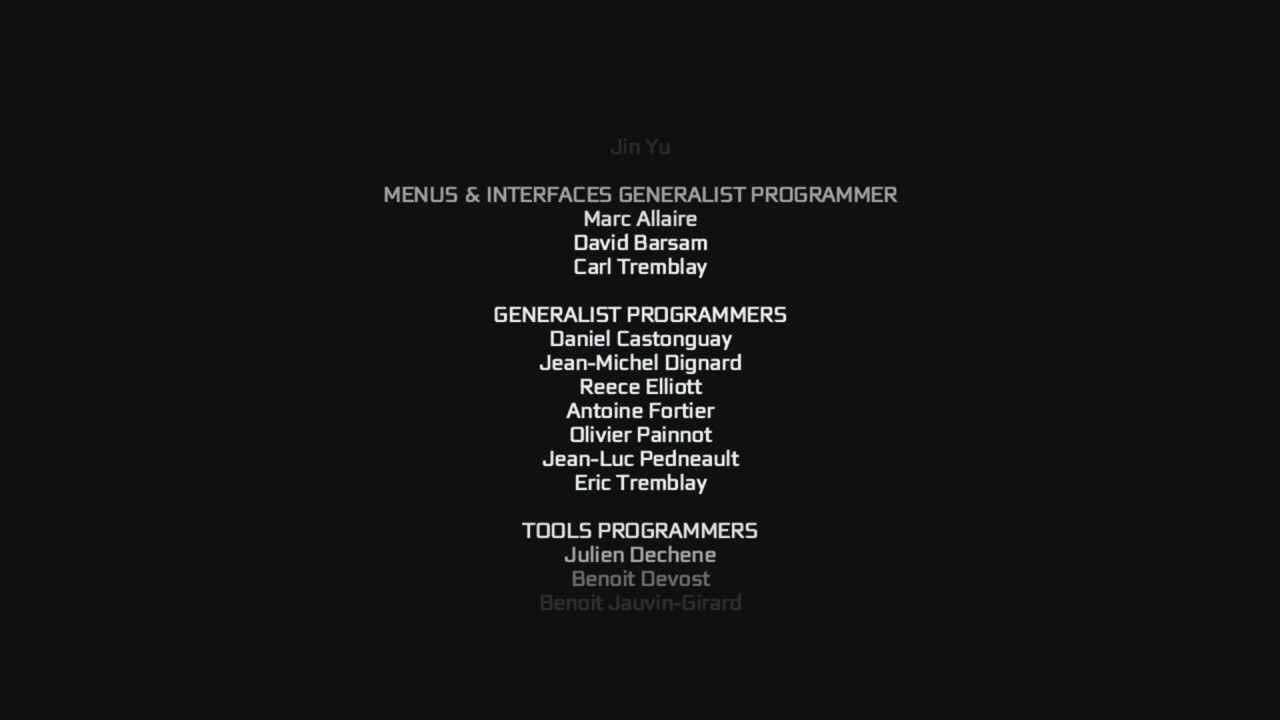 Jin Yu
MENUS & INTERFACES GENERALIST PROGRAMMER
Marc Allaire
David Barsam
Carl Tremblay
GENERALIST PROGRAMMERS
Daniel Castonguay
Jean-Michel Dignard
Reece Elliott
Antoine Fortier
Olivier Painnot
Jean-Luc Pedneault
Eric Tremblay
TOOLS PROGRAMMERS
Julien Dechene
Benoit Devost
Benoit Jauvin-Girard